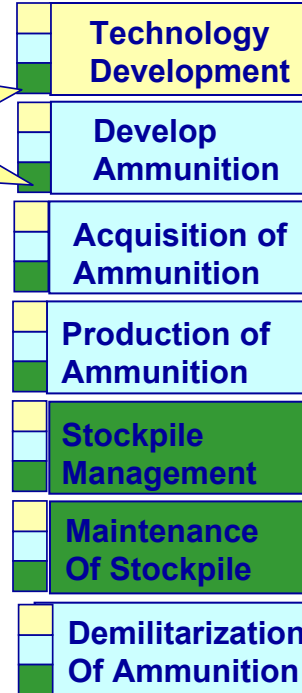 Technology
Development
Develop
Ammunition
Acquisition of
Ammunition
Production of
Ammunition
Stockpile
Management
Maintenance
Of Stockpile
Demilitarization
Of Ammunition